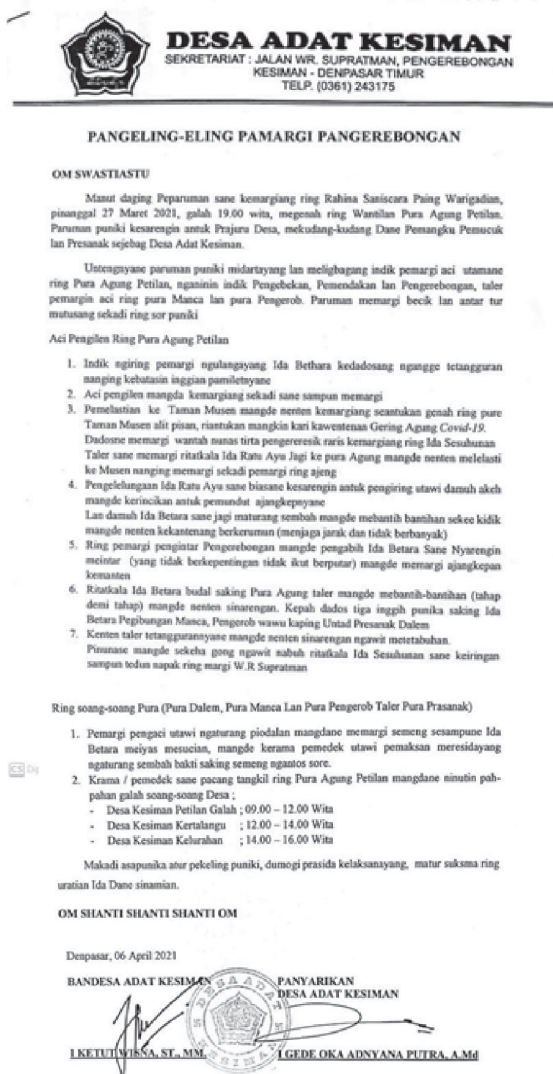 DESA ADAT KESIMAN
SEKRETARIAT : JALAN WR. SUPRATMAN, PENGEREBONGAN
KESIMAN - DENPASAR TIMUR
TELP. (0361) 243175
PANGELING-ELING PAMARGI PANGEREBONGAN
OM SWASTIASTU
Manut daging Peparuman sane kemargiang ring Rahina Saniscara Paing Warigadian,
pinanggal 27 Maret 2021, galah 19.00 wita, megenah ring Wantilan Pura Agung Petilan.
Paruman puniki kesarengin antuk Prajuru Desa, mekudang-kudang Dane Pemangku Pemucuk
lan Presanak sejebag Desa Adat Kesiman.
Untengnyane paruman puniki midartayang lan meligbagang indik pemargi aci utamane
ring Pura Agung Petilan, nganinin indik Pengebekan, Pemendakan lan Pengerebongan, taler
pemargin aci ring pura Manca lan pura Pengerob. Paruman memargi becik lan antar tur
mutusang sekadi ring sor puniki
Aci Pengilen Ring Pura Agung Petilan
1. Indik ngiring pemargi ngulangayang Ida Bethara kedadosang ngangge tetangguran
nanging kebatasin inggian pamiletnyane
2. Aci pengilen mangda kemargiang sekadi sane sampun memargi
3. Pemelastian ke Taman Musen mangde nenten kemargiang seantukan genah ring pure
Taman Musen alit pisan, riantukan mangkin kari kawentenan Gering Agung Covid-19.
Dadosne memargi wantah nunas tirta pengereresik raris kemargiang ring Ida Sesuhunan
Taler sane memargi ritatkala Ida Ratu Ayu Jagi ke pura Agung mangde nenten melelasti
ke Musen nanging memargi sekadi pemargi ring ajeng
4. Pengelelungaan Ida Ratu Ayu sane biasane kesarengin antuk pengiring utawi damuh akeh
mangde kerincikan antuk pemundut ajangkepnyane
Lan damuh Ida Betara sane jagi maturang sembah mangde mebantih bantihan sekee kidik
mangde nenten kekantenang berkerumun (menjaga jarak dan tidak berbanyak)
5. Ring pemargi pengintar Pengerebongan mangde pengabih Ida Betara Sane Nyarengin
meintar (yang tidak berkepentingan tidak ikut berputar) mangde memargi ajangkepan
kemanten
6. Ritatkala Ida Betara budal saking Pura Agung taler mangde mebantih-bantihan (tahap
demi tahap) mangde nenten sinarengan. Kepah dados tiga inggih punika saking Ida
Betara Pegibungan Manca, Pengerob wawu kaping Untad Presanak Dalem
7. Kenten taler tetanggurannyane mangde nenten sinarengan ngawit metetabuhan.
Pinunase mangde sekeha gong ngawit nabuh ritatkala Ida Sesuhunan sane keiringan
sampun tedun napak ring margi W.R Supratman
Ring soang-soang Pura (Pura Dalem, Pura Manca Lan Pura Pengerob Taler Pura Prasanak)
1. Pemargi pengaci utawi ngaturang piodalan mangdane memargi semeng sesampune Ida
Betara meiyas mesucian, mangde kerama pemedek utawi pemaksan meresidayang
ngaturang sembah bakti saking semeng ngantos sore.
2. Krama / pemedek sane pacang tangkil ring Pura Agung Petilan mangdane ninutin pah-
pahan galah soang-soang Desa ;
- Desa Kesiman Petilan Galah ; 09.00 – 12.00 Wita
- Desa Kesiman Kertalangu ; 12.00 – 14.00 Wita
- Desa Kesiman Kelurahan ; 14.00 – 16.00 Wita
Makadi asapunika atur pekeling puniki, dumogi prasida kelaksanayang, matur suksma ring
uratian Ida Dane sinamian.
OM SHANTI SHANTI SHANTI OM
Denpasar, 06 April 2021
BANDESA ADAT KESIMAN
PANYARIKAN
DESA ADAT KESIMAN
DESA ADAT
KESIMAN
I KETUT WISNA, ST., MM.
I GEDE OKA ADNYANA PUTRA, A.Md
CS